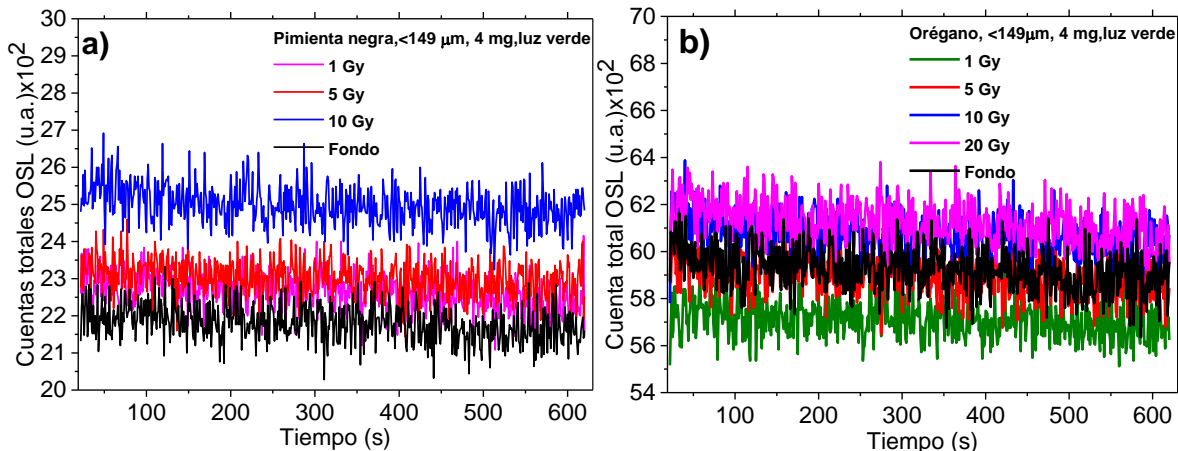 a)
Pimienta negra,<149 μm, 4 mg,luz verde
1 Gy
5 Gy
10 Gy
Fondo
Cuentas totales OSL (u.a.)x10²
30
29
28
27
26
25
24
23
22
21
20
100 200 300 400 500 600
Tiempo (s)
b)
Orégano, <149μm, 4 mg,luz verde
1 Gy
5 Gy
10 Gy
20 Gy
Fondo
Cuenta total OSL (u.a.)x10²
70
68
66
64
62
60
58
56
54
100 200 300 400 500 600
Tiempo (s)